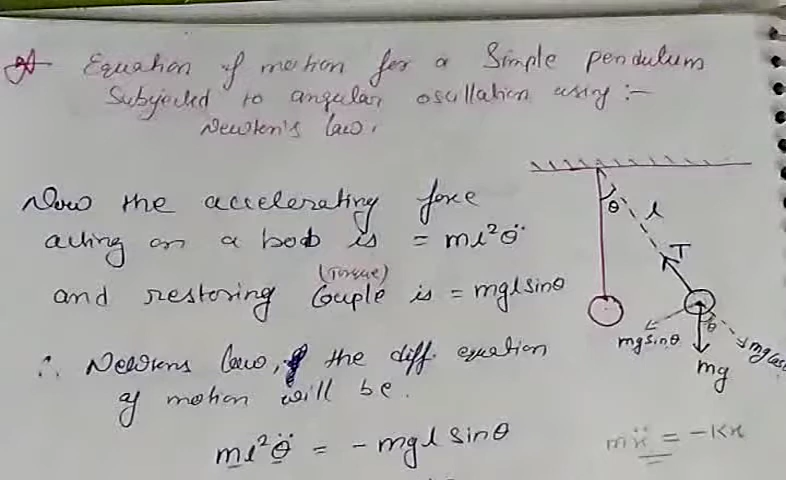 Equation of motion for a Simple pendulum
Subjected to angular oscillation using :-
Newton's law.
Now the accelerating force
acting on a bob is = ml²θ̈
(Torque)
and restoring Couple is = mglsinθ
∴ Newtons law, the diff. equation
of motion will be.
ml²θ̈ = - mgl sinθ
θ
l
T
mg sinθ
θ
mg
mẍ = -Kx